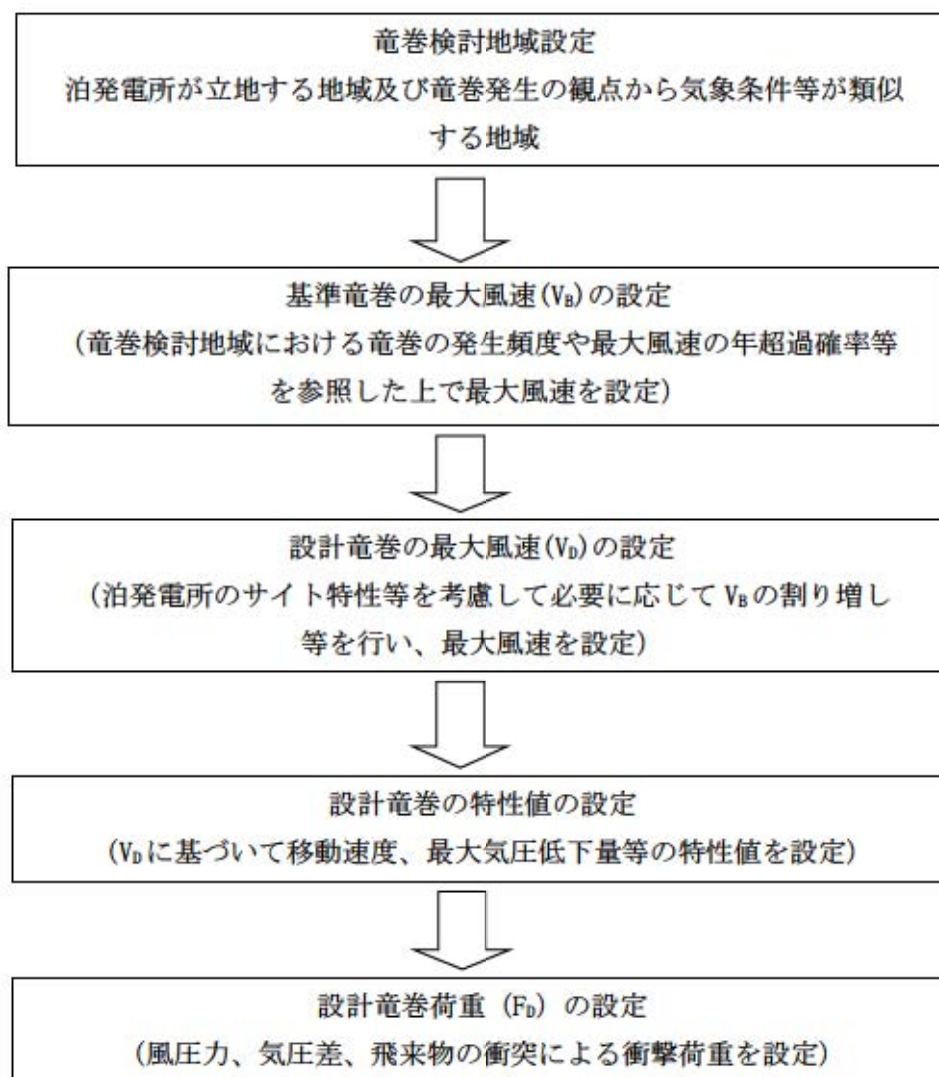 竜巻検討地域設定
泊発電所が立地する地域及び竜巻発生の観点から気象条件等が類似
する地域
基準竜巻の最大風速(VB)の設定
(竜巻検討地域における竜巻の発生頻度や最大風速の年超過確率等
を参照した上で最大風速を設定)
設計竜巻の最大風速(VD)の設定
(泊発電所のサイト特性等を考慮して必要に応じて VBの割り増し
等を行い、最大風速を設定)
設計竜巻の特性値の設定
(VDに基づいて移動速度、最大気圧低下量等の特性値を設定)
設計竜巻荷重 (FD) の設定
(風圧力、気圧差、飛来物の衝突による衝撃荷重を設定)